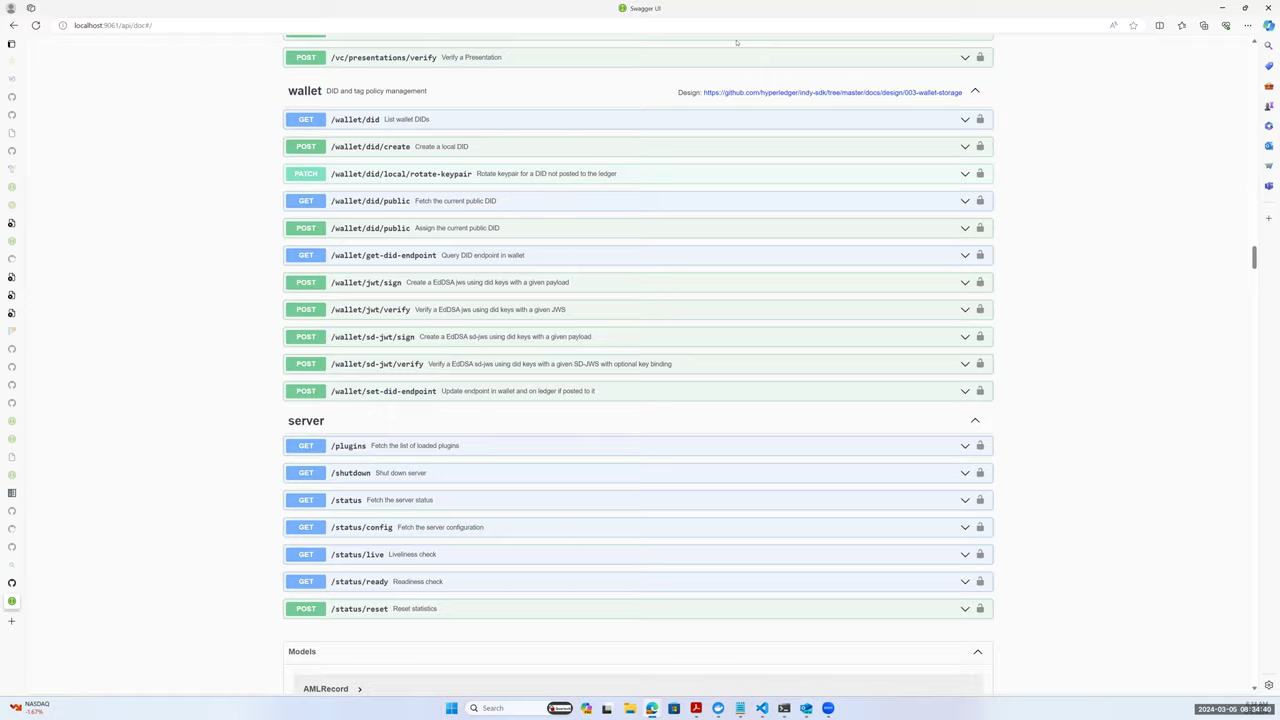 Swagger UI
localhost:9061/api/doc#/
POST /vc/presentations/verify Verify a Presentation
wallet DID and tag policy management Design: https://github.com/hyperledger/indy-sdk/tree/master/docs/design/003-wallet-storage
GET /wallet/did List wallet DIDs
POST /wallet/did/create Create a local DID
PATCH /wallet/did/local/rotate-keypair Rotate keypair for a DID not posted to the ledger
GET /wallet/did/public Fetch the current public DID
POST /wallet/did/public Assign the current public DID
GET /wallet/get-did-endpoint Query DID endpoint in wallet
POST /wallet/jwt/sign Create a EdDSA jws using did keys with a given payload
POST /wallet/jwt/verify Verify a EdDSA jws using did keys with a given JWS
POST /wallet/sd-jwt/sign Create a EdDSA sd-jws using did keys with a given payload
POST /wallet/sd-jwt/verify Verify a EdDSA sd-jws using did keys with a given SD-JWS with optional key binding
POST /wallet/set-did-endpoint Update endpoint in wallet and on ledger if posted to it
server
GET /plugins Fetch the list of loaded plugins
GET /shutdown Shut down server
GET /status Fetch the server status
GET /status/config Fetch the server configuration
GET /status/live Liveliness check
GET /status/ready Readiness check
POST /status/reset Reset statistics
Models
AMLRecord
NASDAQ
-1.67%
Search
2024-03-05 08:34:40